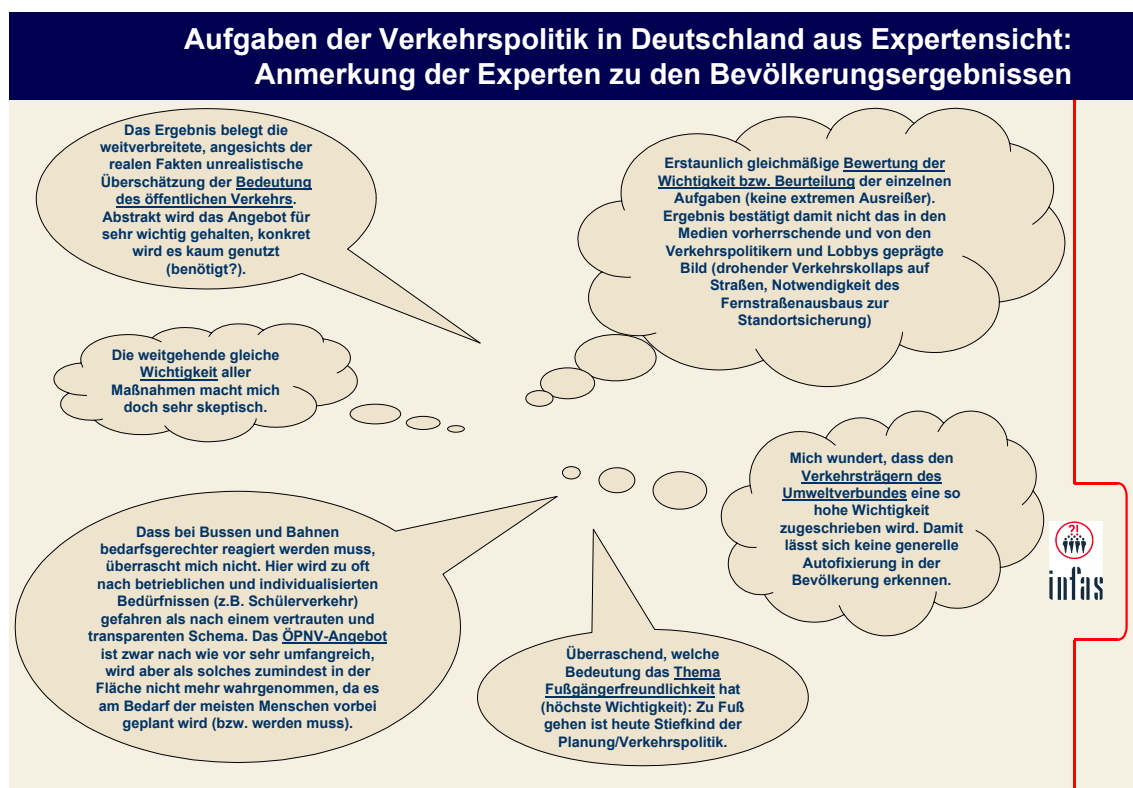 Aufgaben der Verkehrspolitik in Deutschland aus Expertensicht:
Anmerkung der Experten zu den Bevölkerungsergebnissen
Das Ergebnis belegt die
weitverbreitete, angesichts der
realen Fakten unrealistische
Überschätzung der Bedeutung
des öffentlichen Verkehrs.
Abstrakt wird das Angebot für
sehr wichtig gehalten, konkret
wird es kaum genutzt
(benötigt?).
Erstaunlich gleichmäßige Bewertung der
Wichtigkeit bzw. Beurteilung der einzelnen
Aufgaben (keine extremen Ausreißer).
Ergebnis bestätigt damit nicht das in den
Medien vorherrschende und von den
Verkehrspolitikern und Lobbys geprägte
Bild (drohender Verkehrskollaps auf
Straßen, Notwendigkeit des
Fernstraßenausbaus zur
Standortsicherung)
Die weitgehende gleiche
Wichtigkeit aller
Maßnahmen macht mich
doch sehr skeptisch.
Mich wundert, dass den
Verkehrsträgern des
Umweltverbundes eine so
hohe Wichtigkeit
zugeschrieben wird. Damit
lässt sich keine generelle
Autofixierung in der
Bevölkerung erkennen.
Dass bei Bussen und Bahnen
bedarfsgerechter reagiert werden muss,
überrascht mich nicht. Hier wird zu oft
nach betrieblichen und individualisierten
Bedürfnissen (z.B. Schülerverkehr)
gefahren als nach einem vertrauten und
transparenten Schema. Das ÖPNV-Angebot
ist zwar nach wie vor sehr umfangreich,
wird aber als solches zumindest in der
Fläche nicht mehr wahrgenommen, da es
am Bedarf der meisten Menschen vorbei
geplant wird (bzw. werden muss).
Überraschend, welche
Bedeutung das Thema
Fußgängerfreundlichkeit hat
(höchste Wichtigkeit): Zu Fuß
gehen ist heute Stiefkind der
Planung/Verkehrspolitik.
?!
infas